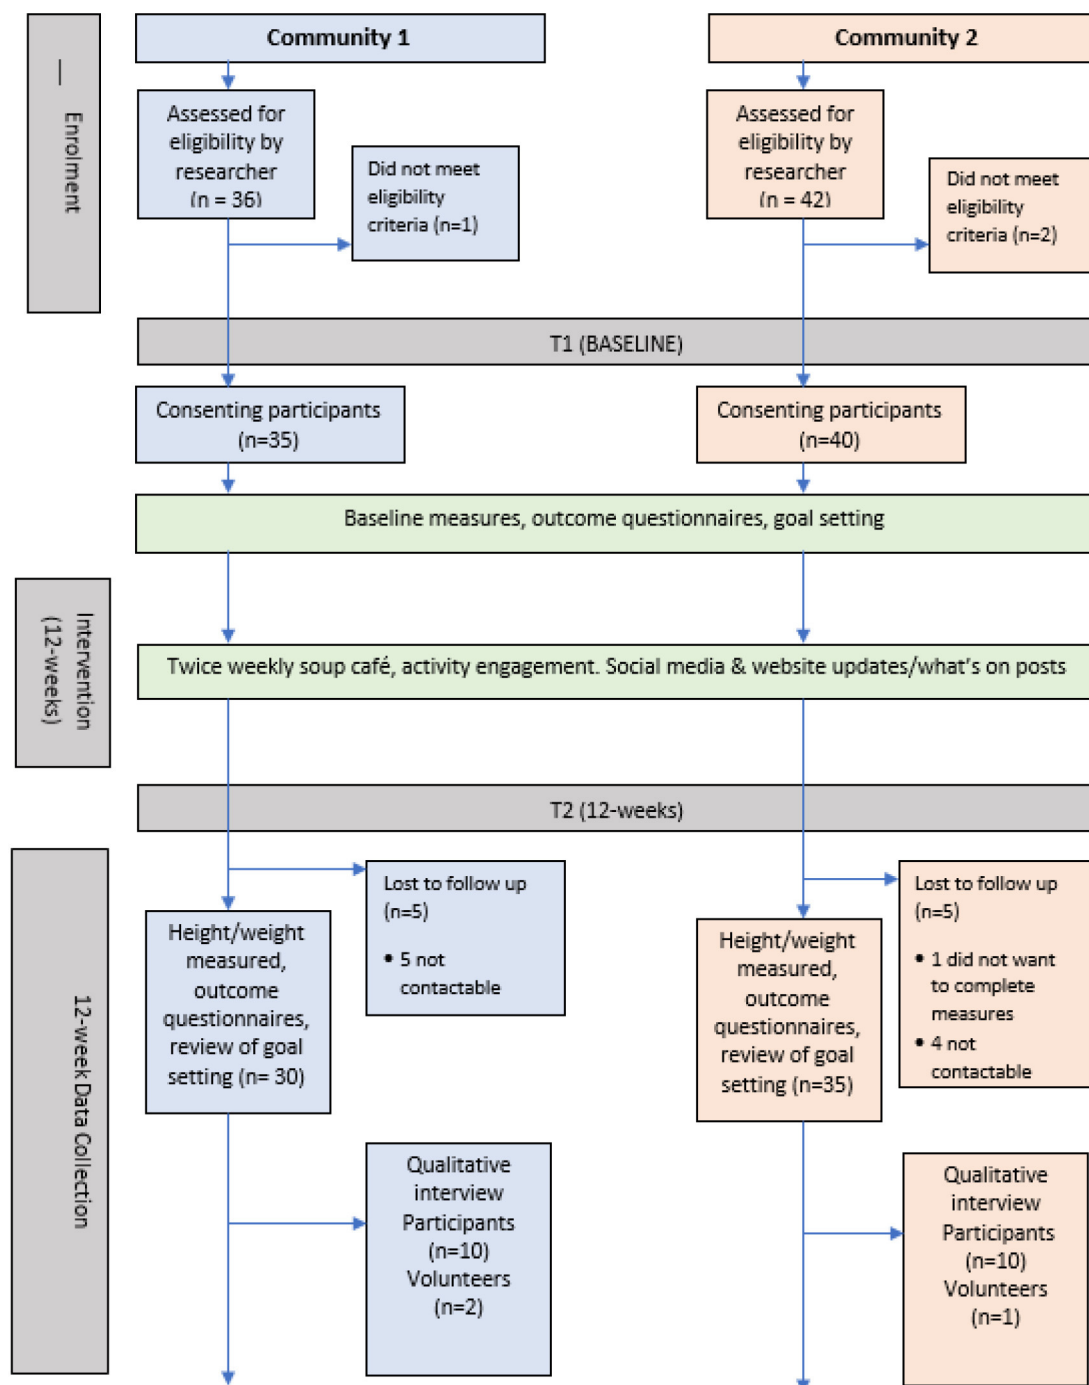 Community 1
Community 2
Enrolment
Assessed for
eligibility by
researcher
(n = 36)
Did not meet
eligibility
criteria (n=1)
Assessed for
eligibility by
researcher
(n = 42)
Did not meet
eligibility
criteria (n=2)
T1 (BASELINE)
Consenting participants
(n=35)
Consenting participants
(n=40)
Baseline measures, outcome questionnaires, goal setting
Intervention
(12-weeks)
Twice weekly soup café, activity engagement. Social media & website updates/what's on posts
T2 (12-weeks)
12-week Data Collection
Lost to follow up
(n=5)
• 5 not
contactable
Height/weight
measured,
outcome
questionnaires,
review of goal
setting (n= 30)
Lost to follow up
(n=5)
• 1 did not want
to complete
measures
• 4 not
contactable
Height/weight
measured,
outcome
questionnaires,
review of goal
setting (n=35)
Qualitative
interview
Participants
(n=10)
Volunteers
(n=2)
Qualitative
interview
Participants
(n=10)
Volunteers
(n=1)